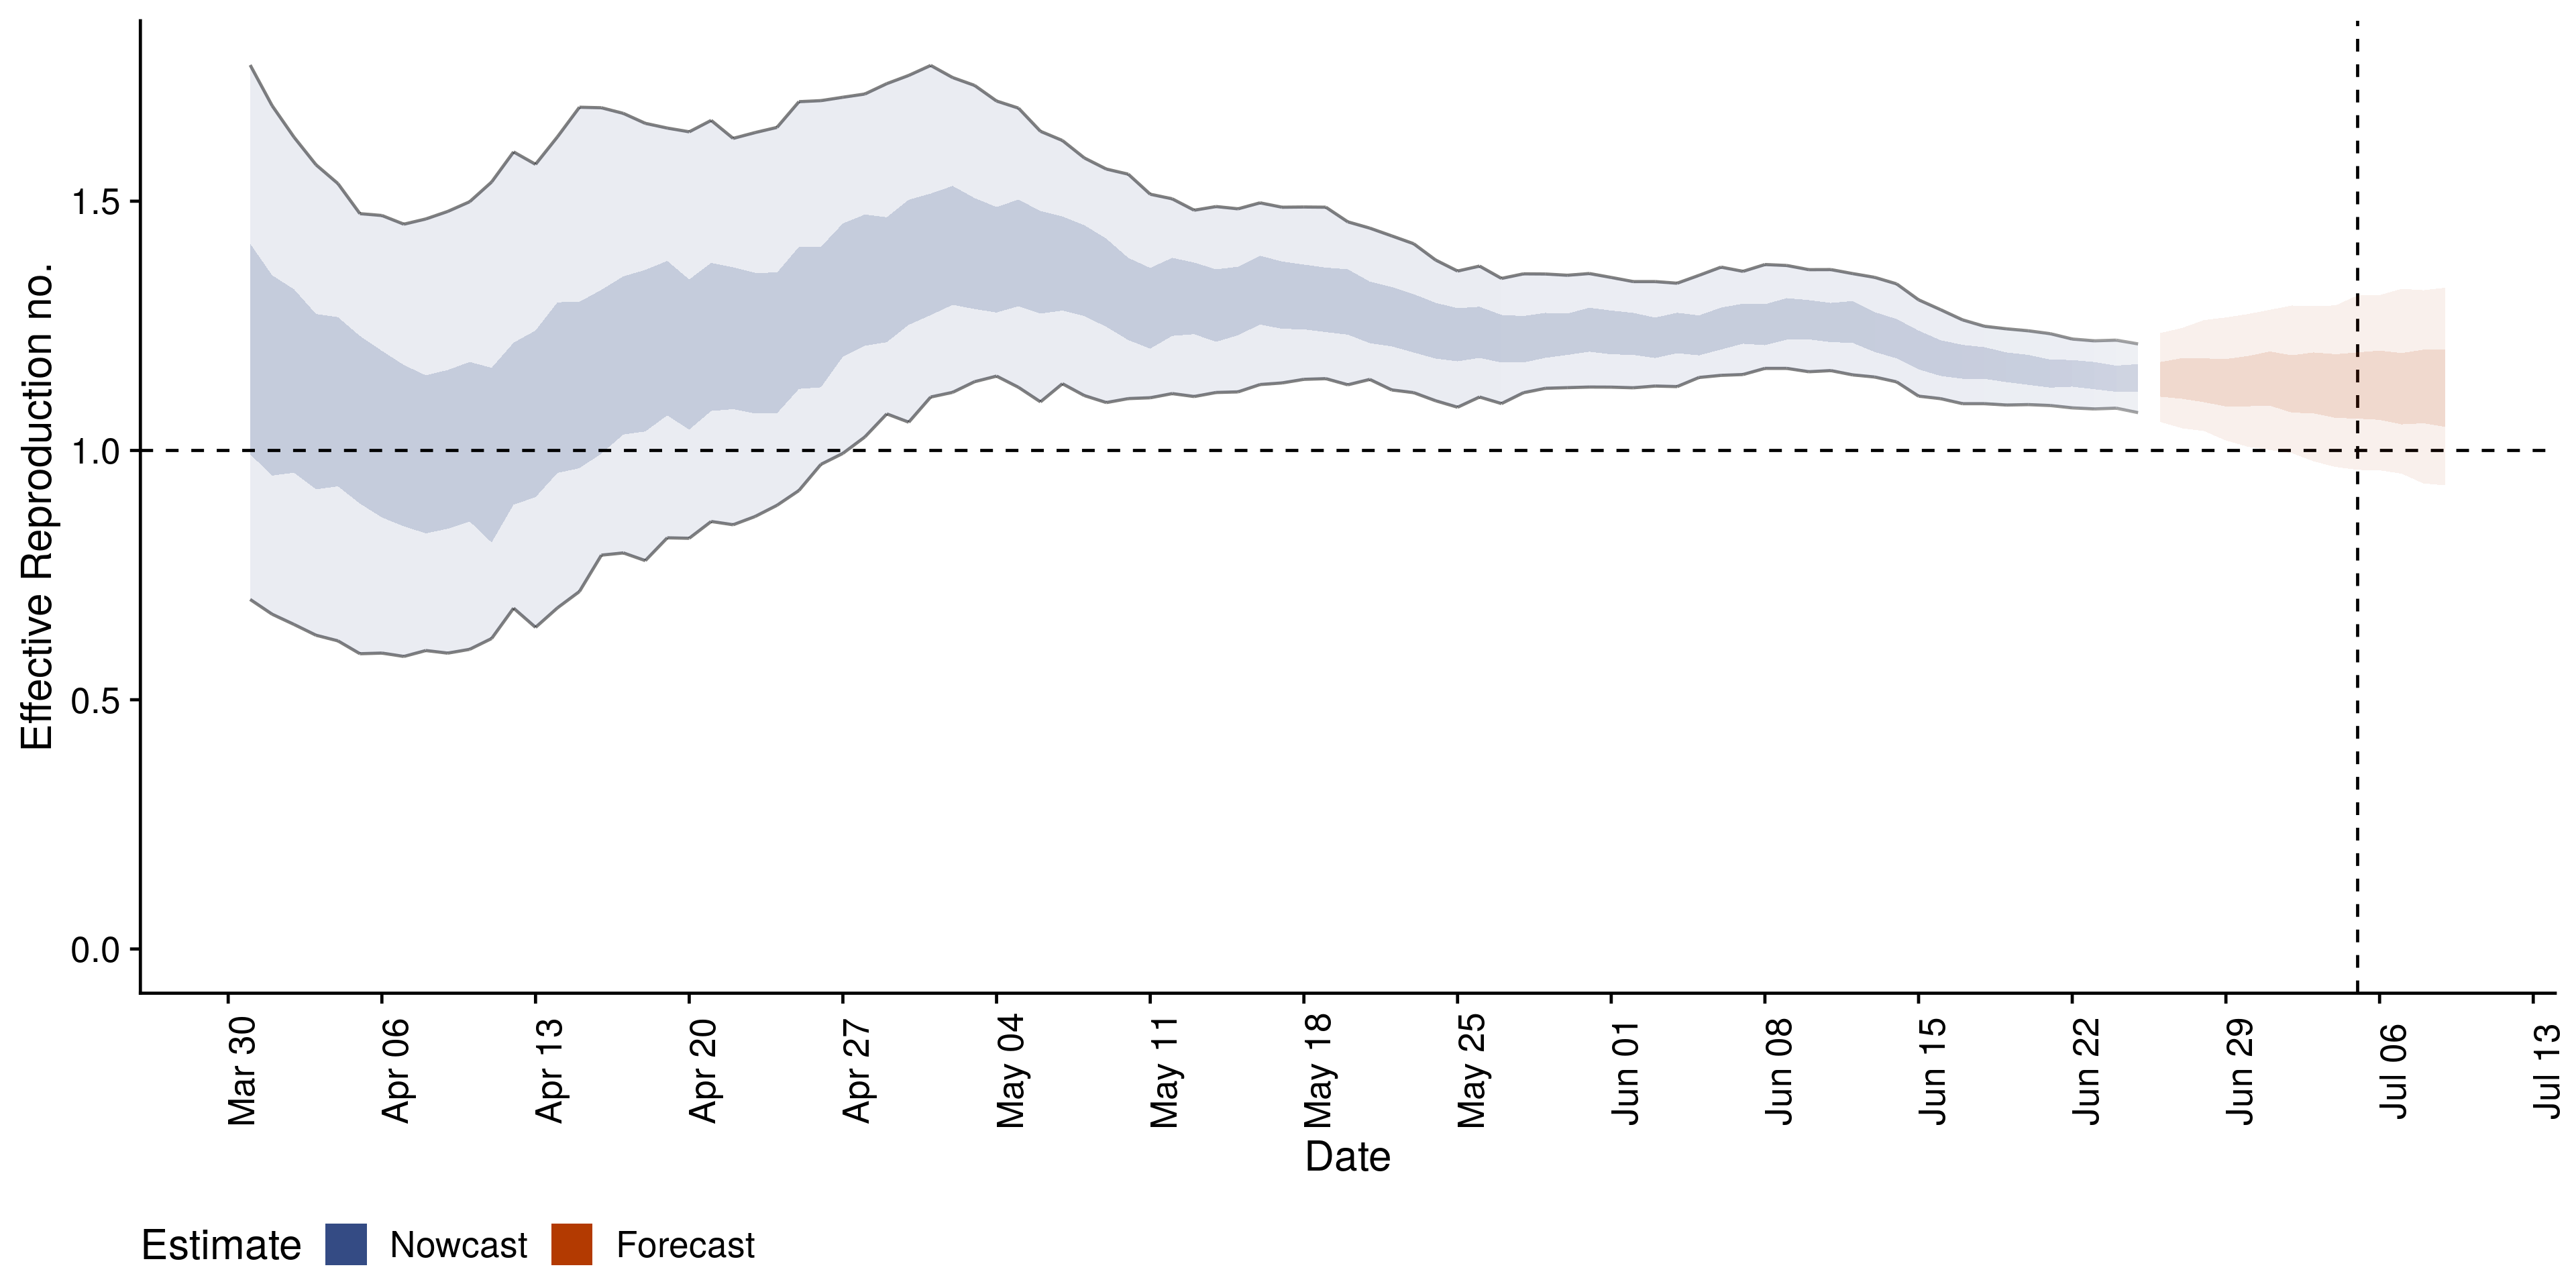 Effective Reproduction no.
1.5
1.0
0.5
0.0
Mar 30
Apr 06
Apr 13
Apr 20
Apr 27
May 04
May 11
May 18
May 25
Jun 01
Jun 08
Jun 15
Jun 22
Jun 29
Jul 06
Jul 13
Date
Estimate Nowcast Forecast